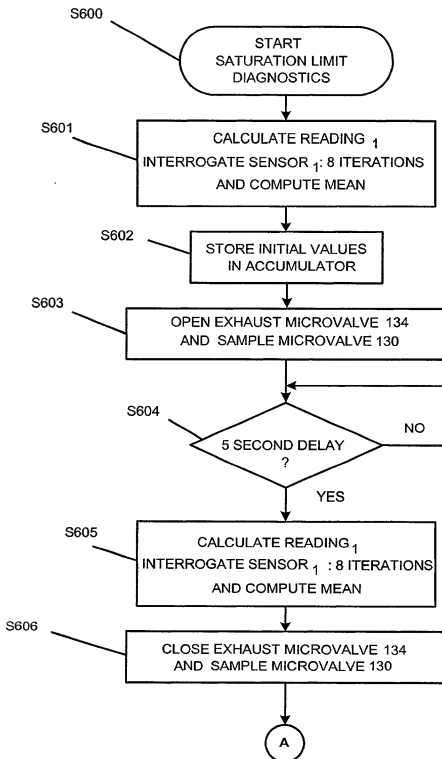 S600
START
SATURATION LIMIT
DIAGNOSTICS
S601
CALCULATE READING 1
INTERROGATE SENSOR 1: 8 ITERATIONS
AND COMPUTE MEAN
S602
STORE INITIAL VALUES
IN ACCUMULATOR
S603
OPEN EXHAUST MICROVALVE 134
AND SAMPLE MICROVALVE 130
S604
5 SECOND DELAY
?
NO
YES
S605
CALCULATE READING 1
INTERROGATE SENSOR 1 : 8 ITERATIONS
AND COMPUTE MEAN
S606
CLOSE EXHAUST MICROVALVE 134
AND SAMPLE MICROVALVE 130
A